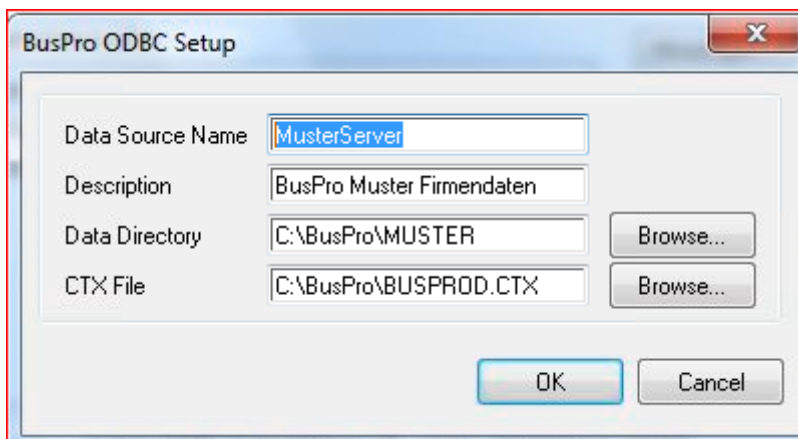 BusPro ODBC Setup
Data Source Name MusterServer
Description BusPro Muster Firmendaten
Data Directory C:\BusPro\MUSTER Browse...
CTX File C:\BusPro\BUSPROD.CTX Browse...
OK Cancel